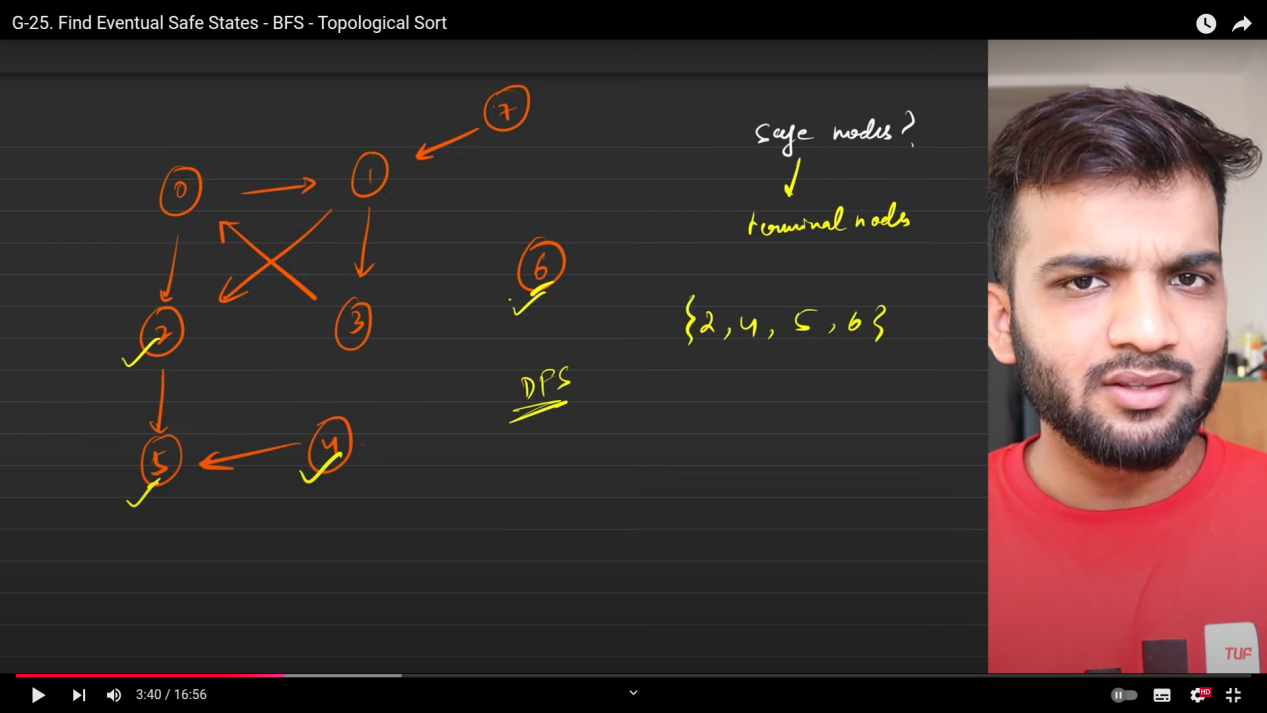 G-25. Find Eventual Safe States - BFS - Topological Sort
7
safe nodes?
0
1
terminal nodes
6
2
3
{2, 4, 5, 6}
DFS
5
4
TUF
3:40 / 16:56
HD